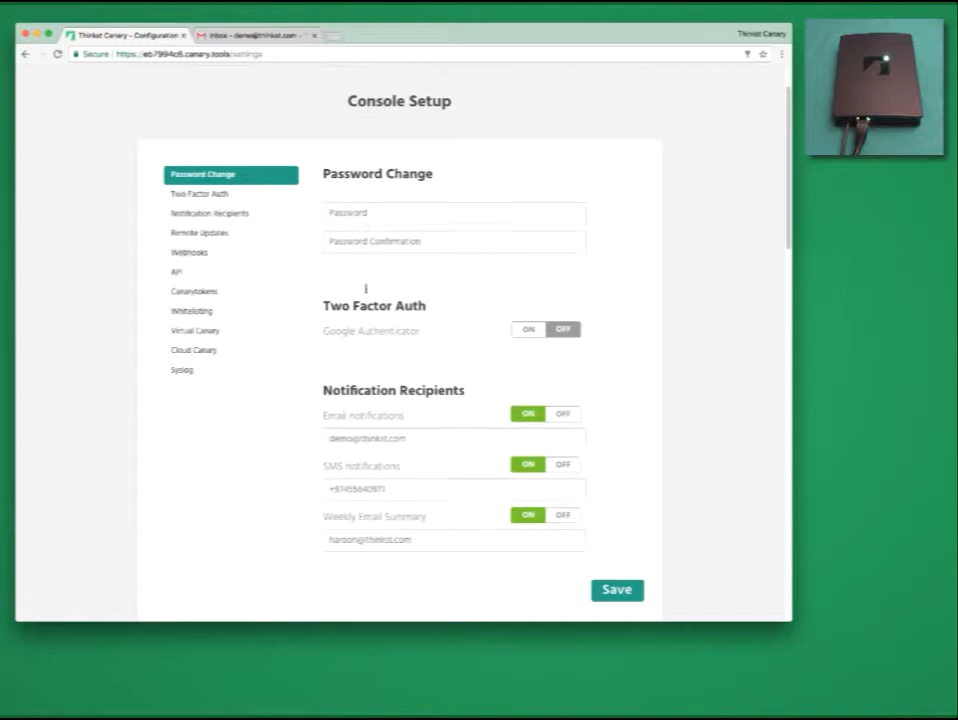 Thinkst Canary - Configuration
Inbox - demo@thinkst.com -
Thinkst Canary
Secure
https://eb7994c6.canary.tools/settings
Console Setup
Password Change
Two Factor Auth
Notification Recipients
Remote Updates
Webhooks
API
Canarytokens
Whitelisting
Virtual Canary
Cloud Canary
Syslog
Password Change
Password
Password Confirmation
Two Factor Auth
Google Authenticator
ON OFF
Notification Recipients
Email notifications
ON OFF
demo@thinkst.com
SMS notifications
ON OFF
Weekly Email Summary
ON OFF
haroon@thinkst.com
Save